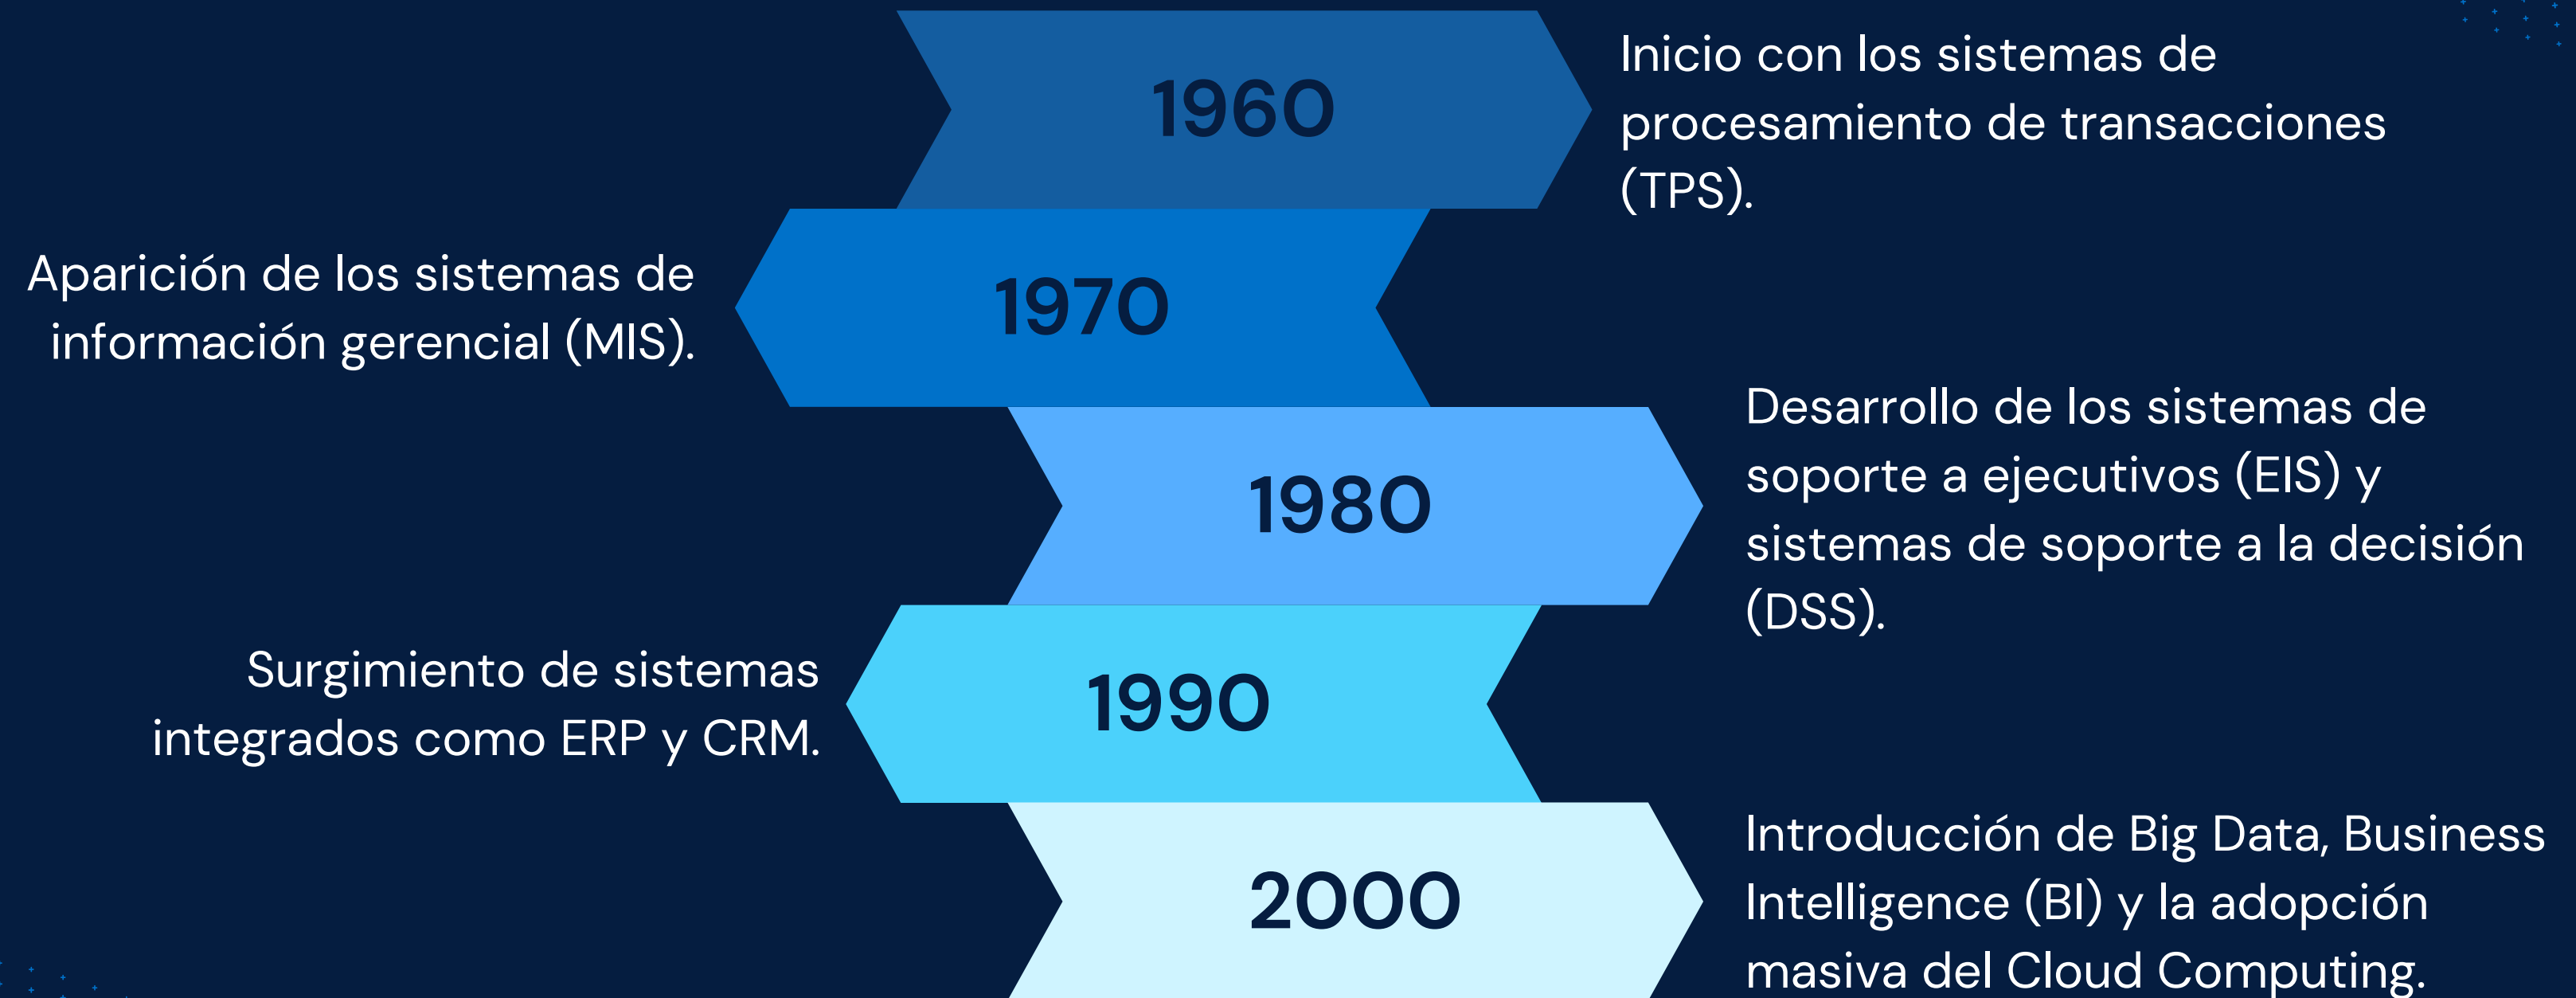 1960
Inicio con los sistemas de
procesamiento de transacciones
(TPS).
Aparición de los sistemas de
información gerencial (MIS).
1970
1980
Desarrollo de los sistemas de
soporte a ejecutivos (EIS) y
sistemas de soporte a la decisión
(DSS).
Surgimiento de sistemas
integrados como ERP y CRM.
1990
2000
Introducción de Big Data, Business
Intelligence (BI) y la adopción
masiva del Cloud Computing.